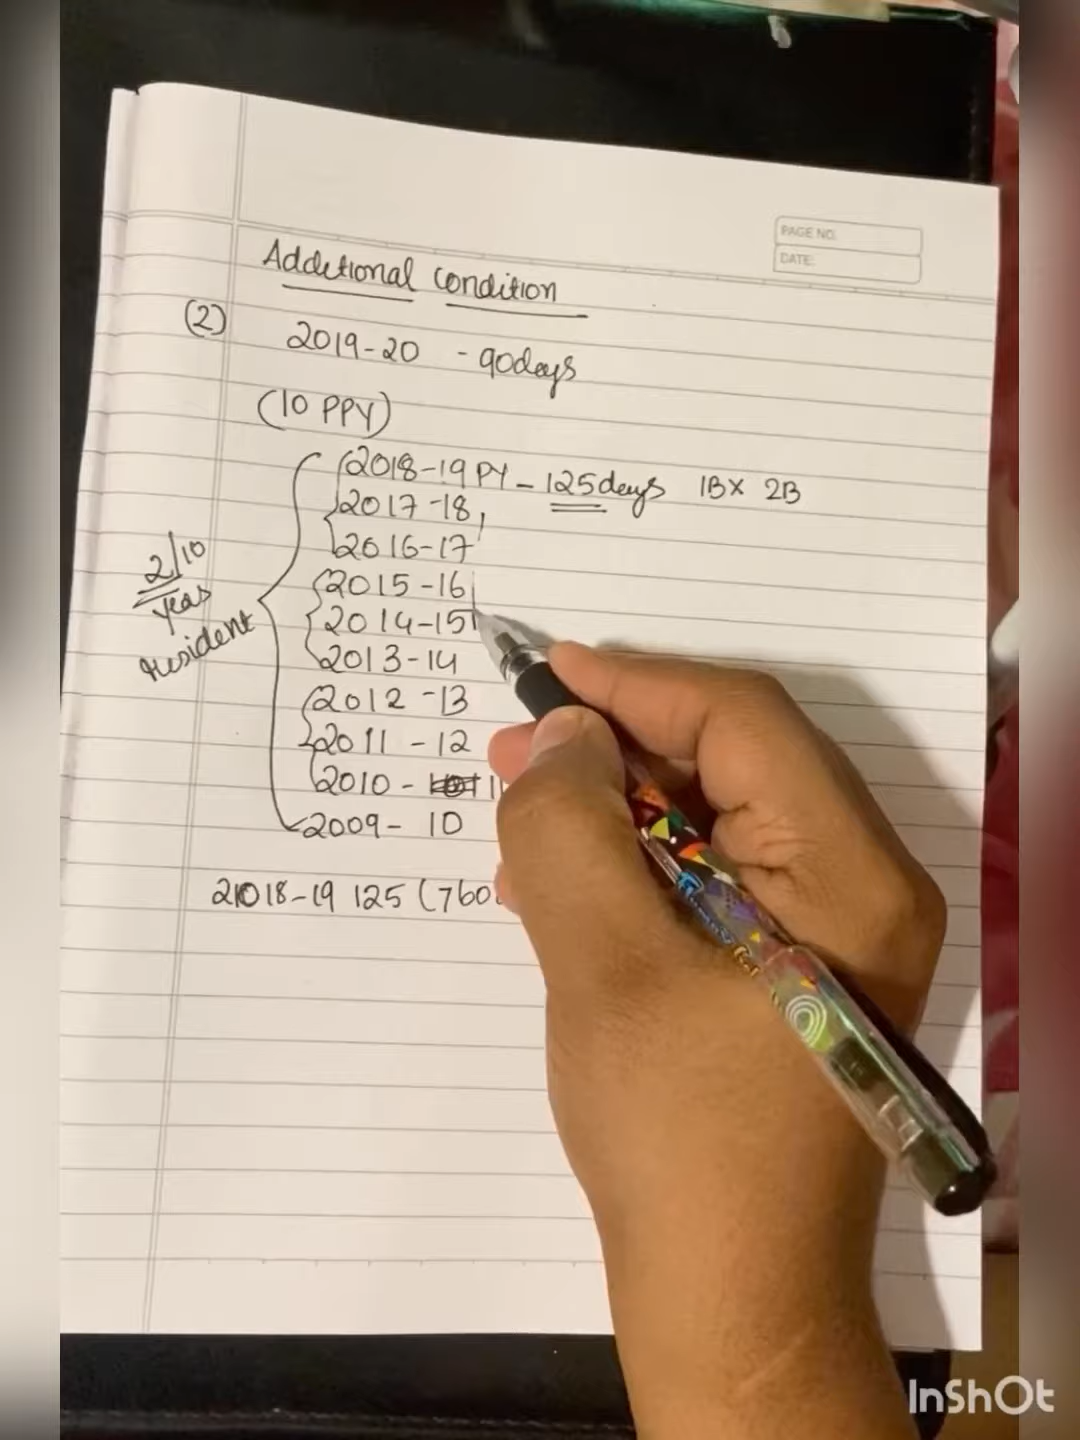 PAGE NO.
DATE:
Additional Condition
(2) 2019-20 - 90days
(10 PPY)
2018-19 PY - 125days 1B× 2B
2017-18,
2016-17
2015-16
2014-15
2013-14
2012-13
2011-12
2010- 11
2009-10
2/10
years
resident
2018-19 125 (760
InShOt